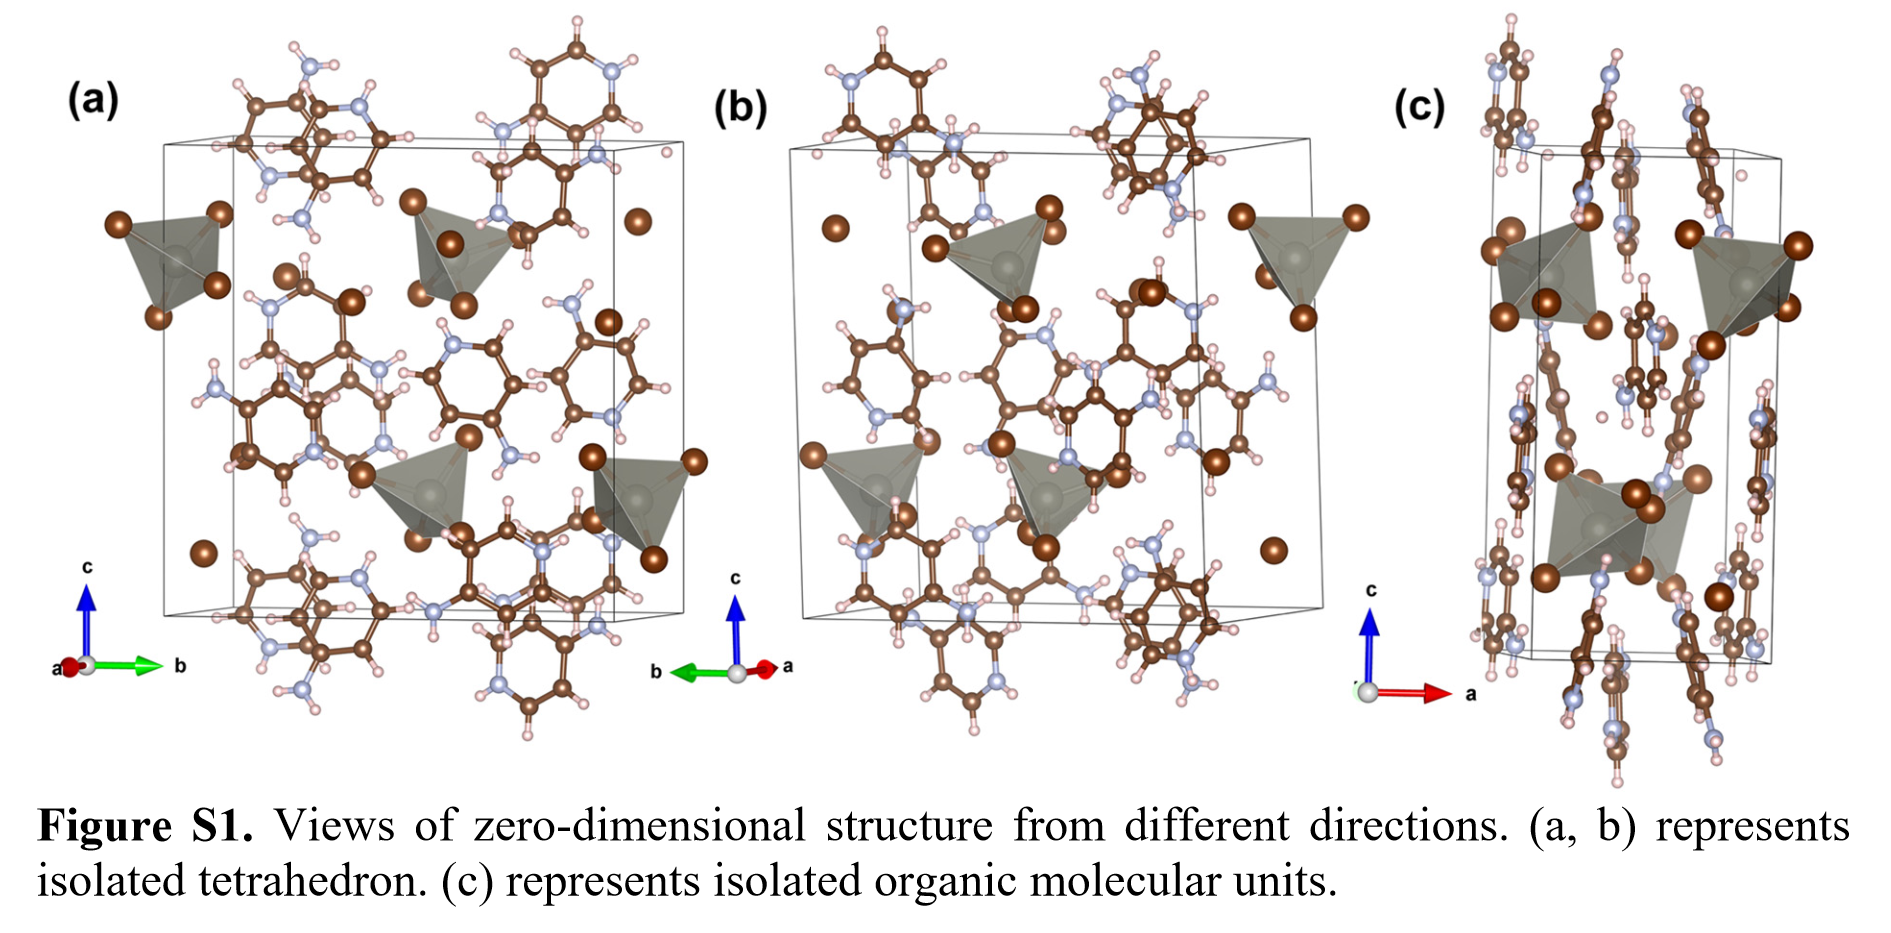 (a)
(b)
(c)
c
a
b
c
b
a
c
a
Figure S1. Views of zero-dimensional structure from different directions. (a, b) represents
isolated tetrahedron. (c) represents isolated organic molecular units.